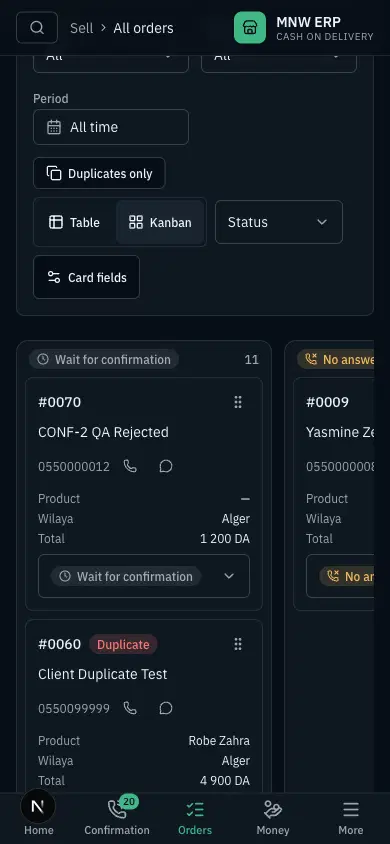 Sell > All orders
MNW ERP
CASH ON DELIVERY
All All
Period
All time
Duplicates only
Table Kanban Status
Card fields
Wait for confirmation 11
#0070
CONF-2 QA Rejected
0550000012
Product —
Wilaya Alger
Total 1 200 DA
Wait for confirmation
#0060 Duplicate
Client Duplicate Test
0550099999
Product Robe Zahra
Wilaya Alger
Total 4 900 DA
No answe
#0009
Yasmine Ze
0550000008
Product
Wilaya
Total
No an
N
20
Home Confirmation Orders Money More